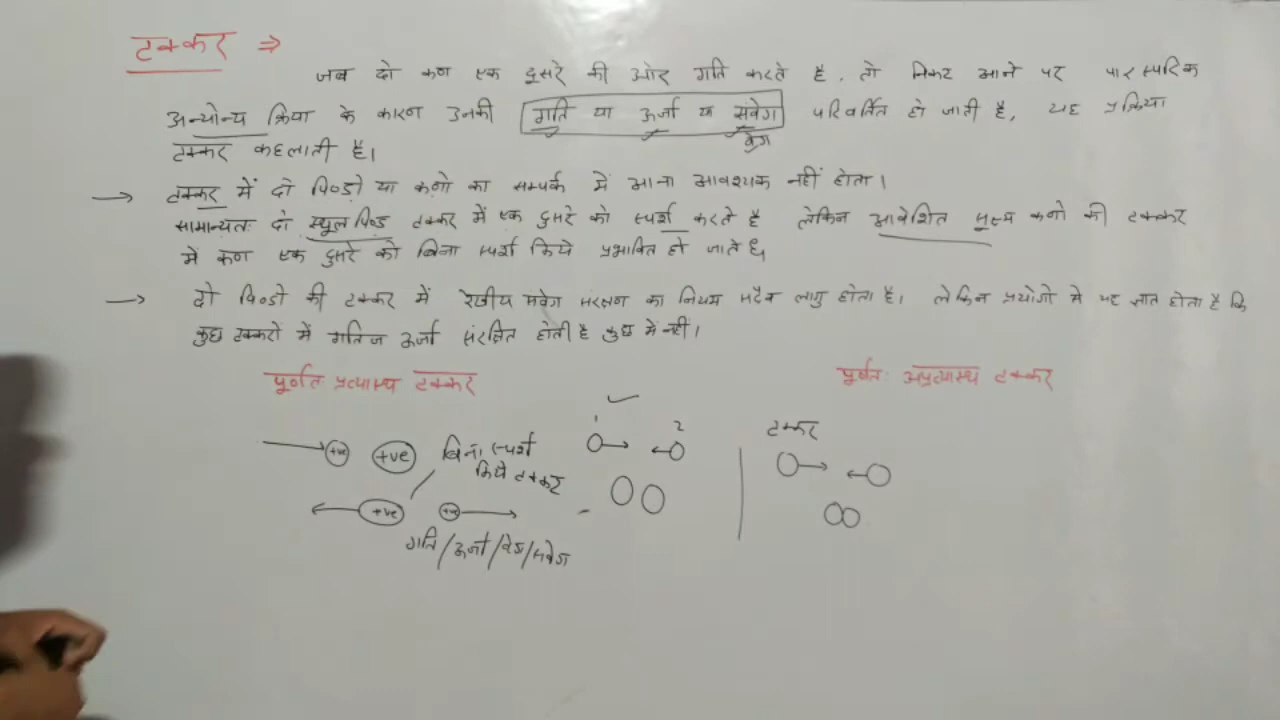 टक्कर ⇒
जब दो कण एक दूसरे की ओर गति करते है, तो निकट आने पर पारस्परिक
अन्योन्य क्रिया के कारण उनकी गति या ऊर्जा या संवेग परिवर्तित हो जाती है, यह प्रक्रिया
वेग
टक्कर कहलाती है।
→ टक्कर में दो पिण्डो या कणो का सम्पर्क में आना आवश्यक नहीं होता।
सामान्यतः दो स्थूल पिण्ड टक्कर में एक दुसरे को स्पर्श करते है लेकिन आवेशित सूक्ष्म कणो की टक्कर
में कण एक दुसरे को बिना स्पर्श किये प्रभावित हो जाते है।
→ दो पिण्डो की टक्कर में रेखीय संवेग संरक्षण का नियम सदैव लागु होता है। लेकिन प्रयोगो मे यह ज्ञात होता है कि
कुछ टक्करों में गतिज ऊर्जा संरक्षित होती है कुछ में नहीं।
पूर्णत प्रत्यास्थ टक्कर
पूर्णतः अप्रत्यास्थ टक्कर
+ve +ve
बिना स्पर्श
किये टक्कर
+ve +ve
गति/ऊर्जा/वेग/संवेग
1 2
टक्कर